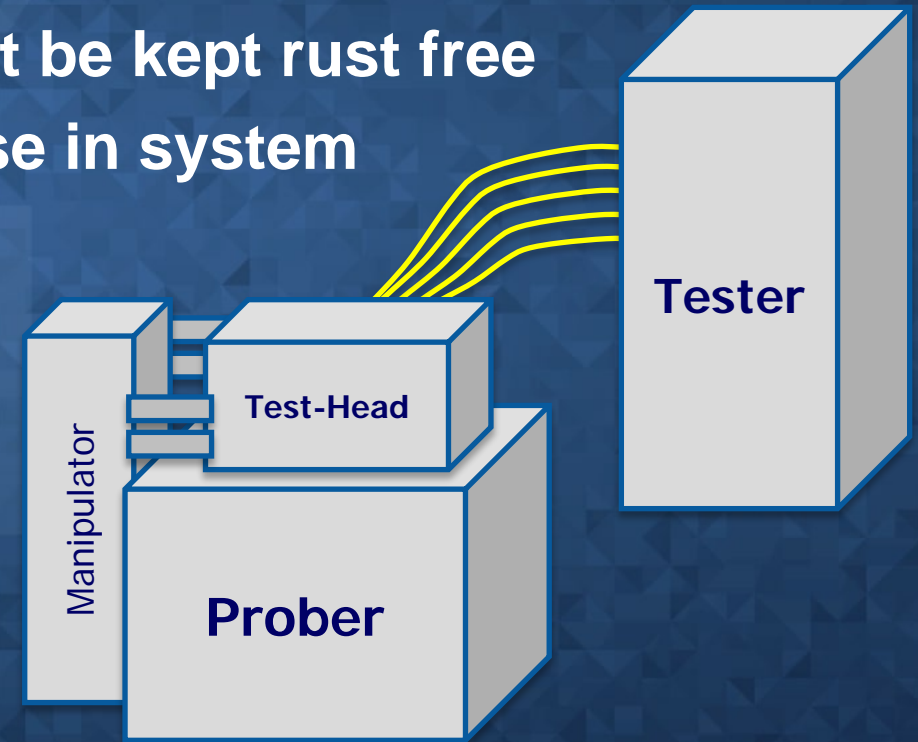 t be kept rust free
se in system
Tester
Test-Head
Manipulator
Prober